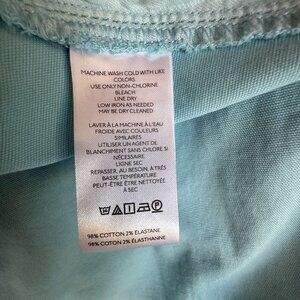 MACHINE WASH COLD WITH LIKE
COLORS
USE ONLY NON-CHLORINE
BLEACH
LINE DRY
LOW IRON AS NEEDED
MAY BE DRY CLEANED
LAVER À LA MACHINE À L'EAU
FROIDE AVEC COULEURS
SIMILAIRES
UTILISER UN AGENT DE
BLANCHIMENT SANS CHLORE SI
NÉCESSAIRE
LIGNE SEC
REPASSER, AU BESOIN, À TRÈS
BASSE TEMPÉRATURE
PEUT-ÊTRE ÊTRE NETTOYÉE
À SEC
98% COTTON 2% ELASTANE
98% COTTON 2% ÉLASTHANNE